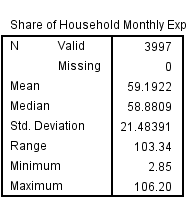 Share of Household Monthly Exp
N Valid 3997
Missing 0
Mean 59.1922
Median 58.8809
Std. Deviation 21.48391
Range 103.34
Minimum 2.85
Maximum 106.20